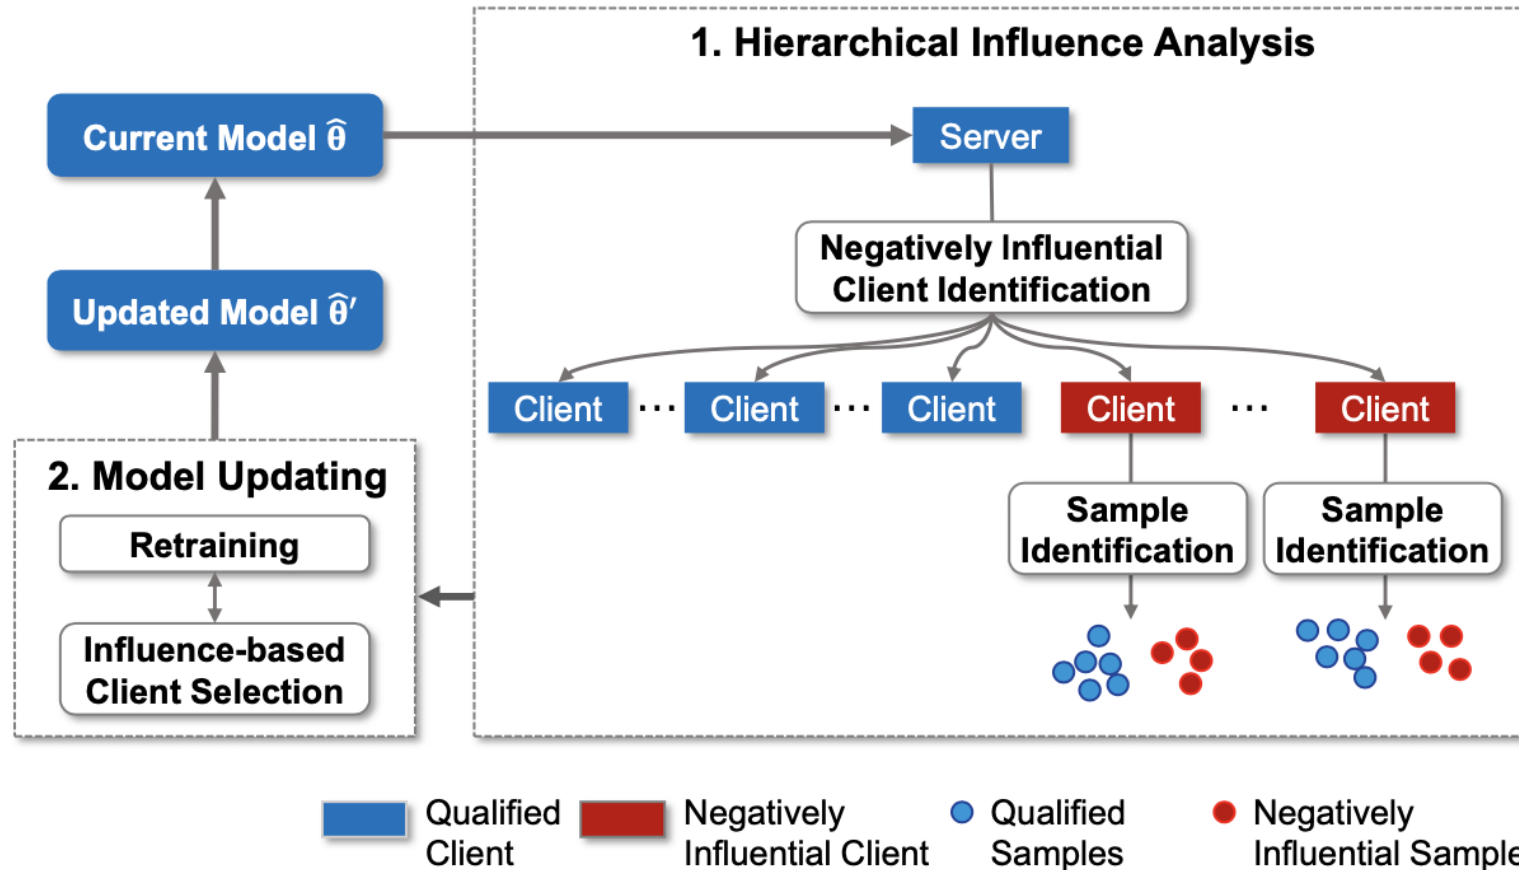 1. Hierarchical Influence Analysis
Current Model θ̂
Server
Updated Model θ̂′
Negatively Influential
Client Identification
Client ... Client ... Client Client ... Client
2. Model Updating
Retraining
Influence-based
Client Selection
Sample
Identification
Sample
Identification
Qualified
Client
Negatively
Influential Client
Qualified
Samples
Negatively
Influential Sample